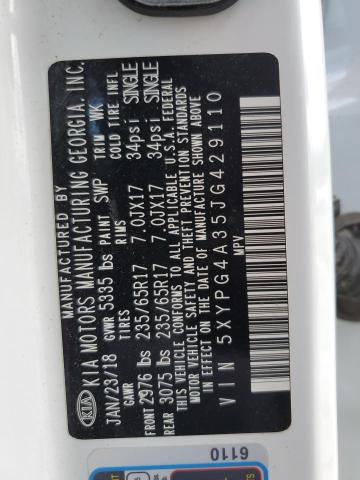 MANUFACTURED BY
KIA KIA MOTORS MANUFACTURING GEORGIA, INC.
JAN/23/18 PAINT SWP TRIM WK
GVWR 5335 lbs
GAWR TIRES RIMS COLD TIRE INFL
FRONT 2976 lbs 235/65R17 7.0JX17 34psi SINGLE
REAR 3075 lbs 235/65R17 7.0JX17 34psi SINGLE
THIS VEHICLE CONFORMS TO ALL APPLICABLE U.S.A. FEDERAL
MOTOR VEHICLE SAFETY AND THEFT PREVENTION STANDARDS
IN EFFECT ON THE DATE OF MANUFACTURE SHOWN ABOVE
VIN 5XYPG4A35JG429110
MPV
6110